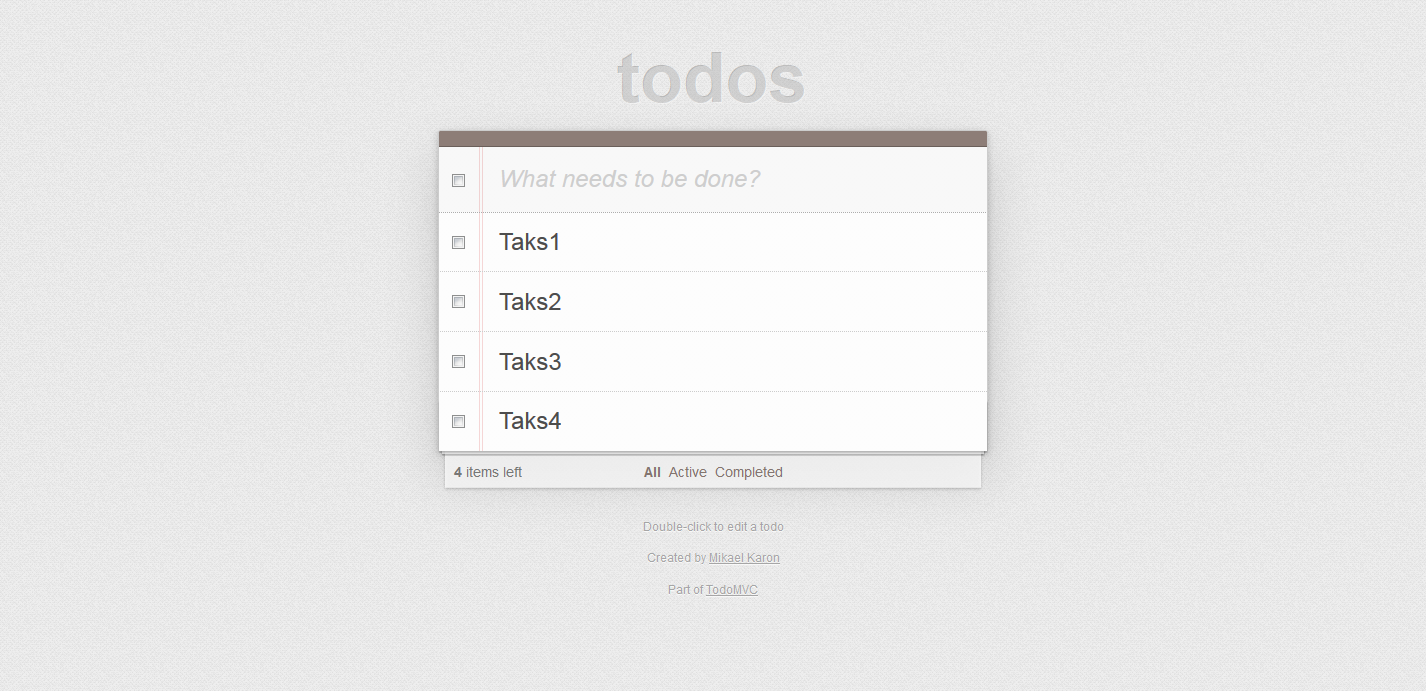 todos
What needs to be done?
Taks1
Taks2
Taks3
Taks4
4 items left All Active Completed
Double-click to edit a todo
Created by Mikael Karon
Part of TodoMVC